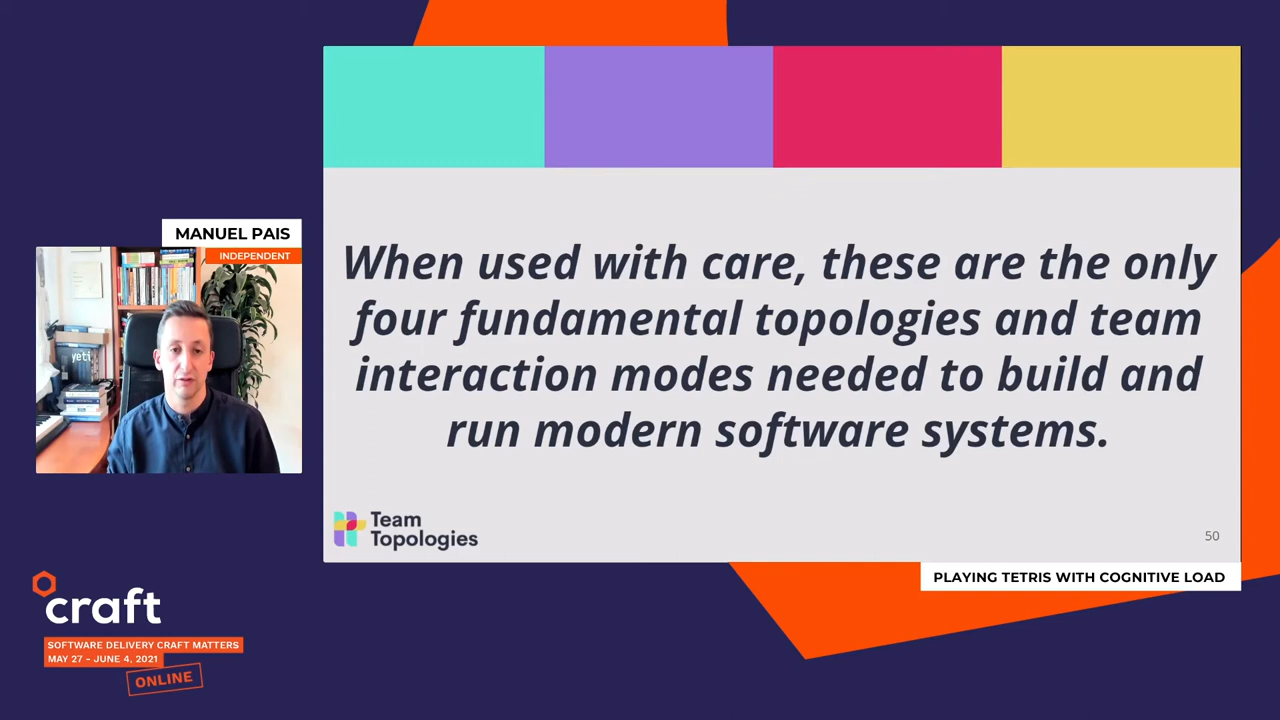 MANUEL PAIS
INDEPENDENT
yeti
When used with care, these are the only
four fundamental topologies and team
interaction modes needed to build and
run modern software systems.
Team
Topologies
50
PLAYING TETRIS WITH COGNITIVE LOAD
craft
SOFTWARE DELIVERY CRAFT MATTERS
MAY 27 - JUNE 4, 2021
ONLINE